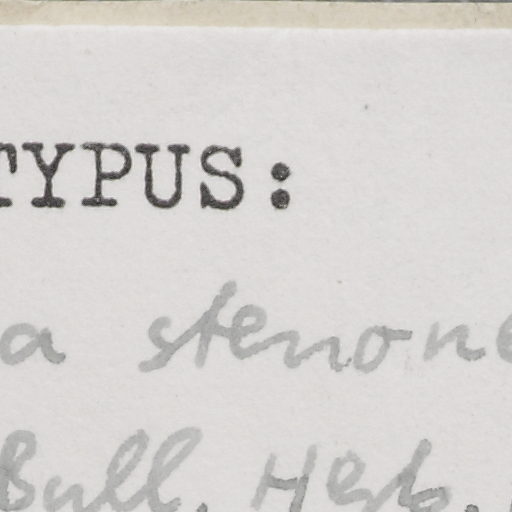 TYPUS:
a stenone
Bull. Herb.